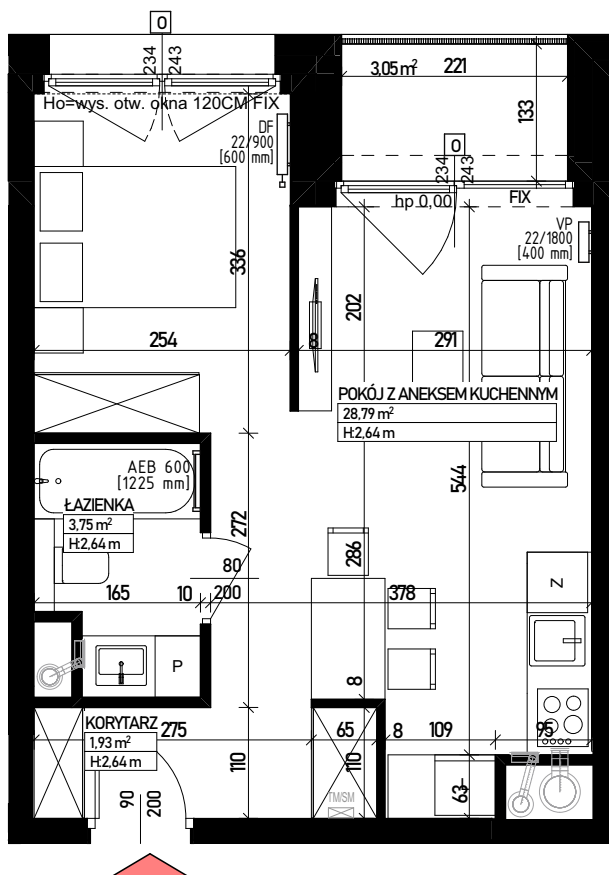 0
234
243
3,05 m²
221
133
Ho=wys. otw. okna 120CM FIX
DF
22/900
[600 mm]
0
234
243
hp 0,00
FIX
VP
22/1800
[400 mm]
336
202
254
8
291
POKÓJ Z ANEKSEM KUCHENNYM
28,79 m²
H:2,64 m
544
AEB 600
[1225 mm]
ŁAZIENKA
3,75 m²
H:2,64 m
272
286
80
200
165
10
378
Z
P
8
KORYTARZ
1,93 m²
H:2,64 m
275
65
8
109
95
110
110
63
90
200
TM/SM